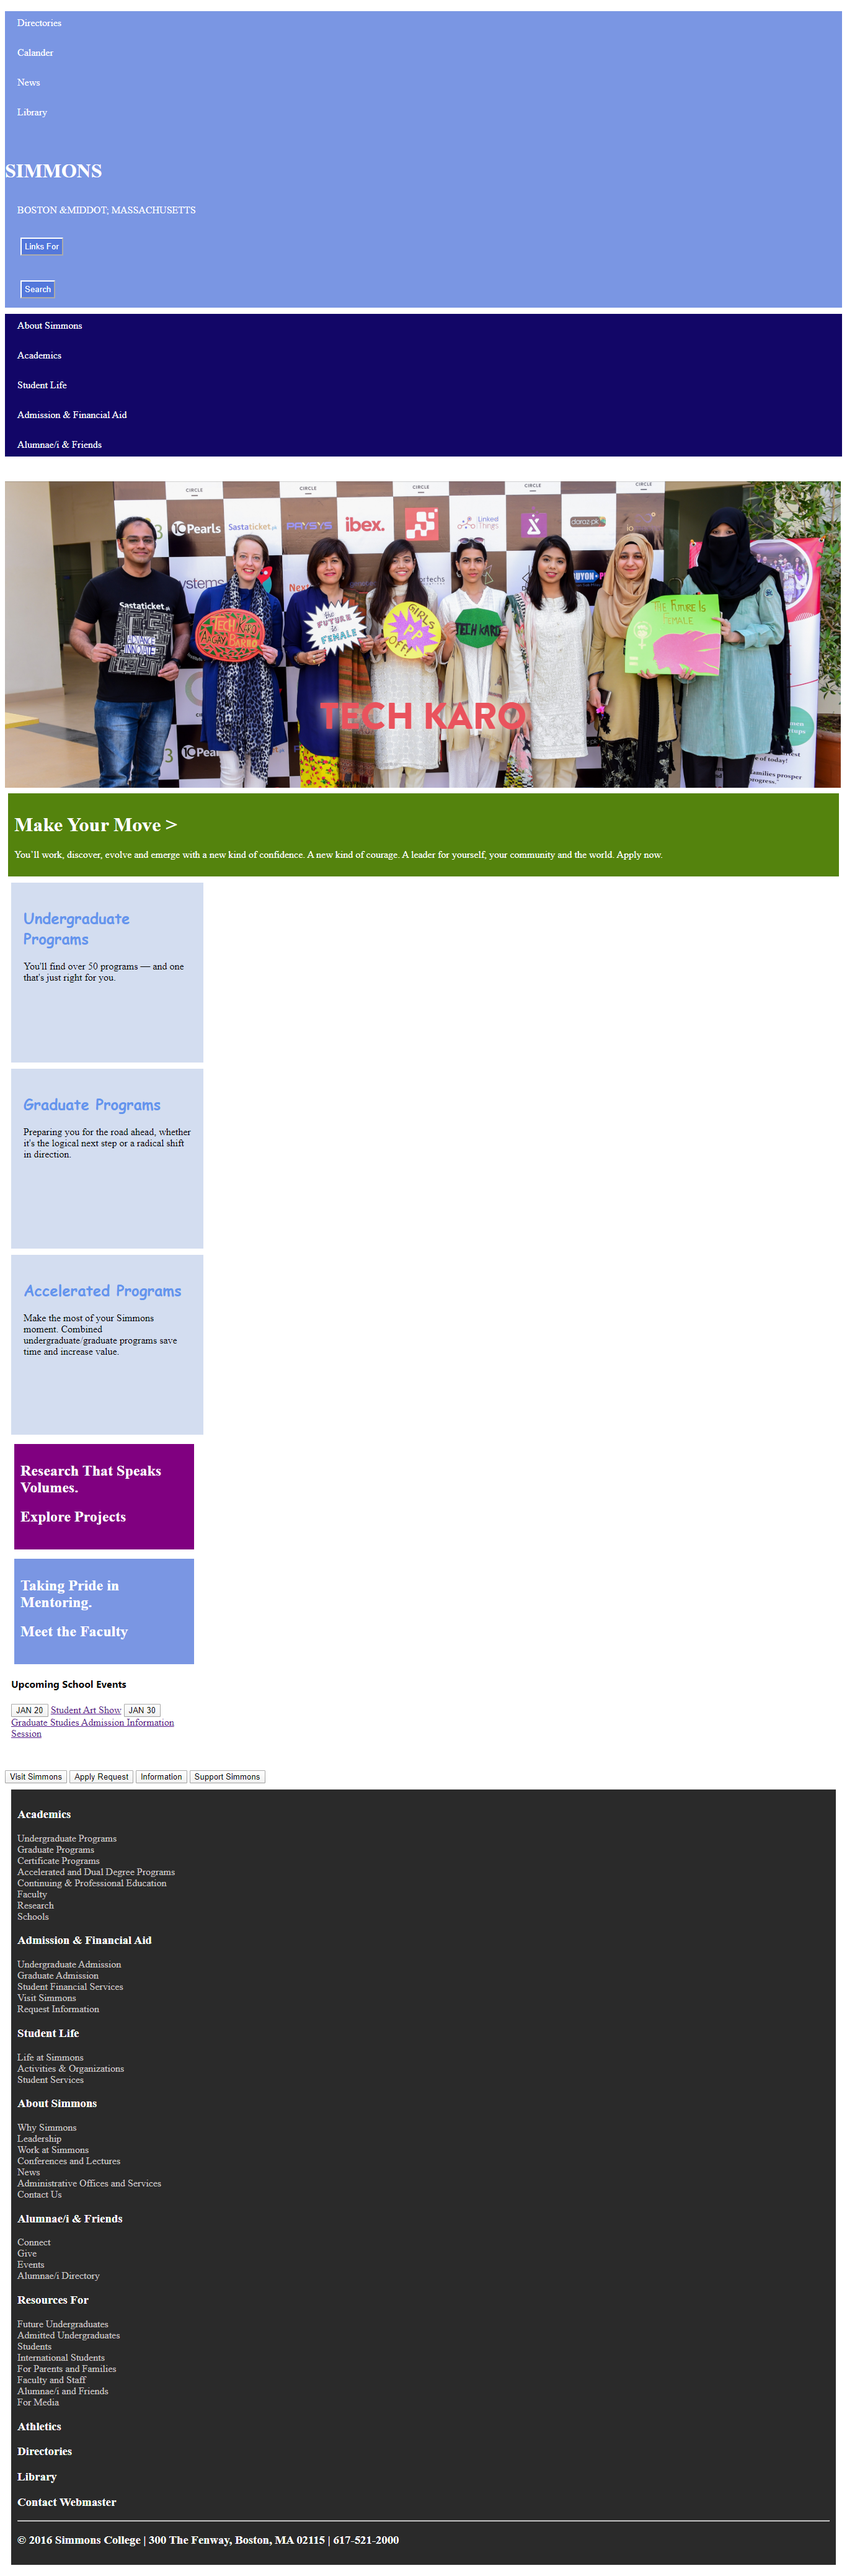 Directories
Calander
News
Library
SIMMONS
BOSTON &MIDDOT; MASSACHUSETTS
Links For
Search
About Simmons
Academics
Student Life
Admission & Financial Aid
Alumnae/i & Friends
CIRCLE CIRCLE CIRCLE CIRCLE CIRCLE
10Pearls Sastaticket.pk PAYSYS ibex. Linked Things daraz.pk
Sastaticket.pk
ADVANCE
INNOVATE
TECH
AAGAY
BARHO
the
FUTURE
is
FEMALE
GIRLS
PP
OFF
TECH KARO
THE FUTURE IS
FEMALE
TECH KARO
10Pearls
families prosper
progress."
Make Your Move >
You'll work, discover, evolve and emerge with a new kind of confidence. A new kind of courage. A leader for yourself, your community and the world. Apply now.
Undergraduate
Programs
You'll find over 50 programs — and one
that's just right for you.
Graduate Programs
Preparing you for the road ahead, whether
it's the logical next step or a radical shift
in direction.
Accelerated Programs
Make the most of your Simmons
moment. Combined
undergraduate/graduate programs save
time and increase value.
Research That Speaks
Volumes.
Explore Projects
Taking Pride in
Mentoring.
Meet the Faculty
Upcoming School Events
JAN 20 Student Art Show JAN 30
Graduate Studies Admission Information
Session
Visit Simmons Apply Request Information Support Simmons
Academics
Undergraduate Programs
Graduate Programs
Certificate Programs
Accelerated and Dual Degree Programs
Continuing & Professional Education
Faculty
Research
Schools
Admission & Financial Aid
Undergraduate Admission
Graduate Admission
Student Financial Services
Visit Simmons
Request Information
Student Life
Life at Simmons
Activities & Organizations
Student Services
About Simmons
Why Simmons
Leadership
Work at Simmons
Conferences and Lectures
News
Administrative Offices and Services
Contact Us
Alumnae/i & Friends
Connect
Give
Events
Alumnae/i Directory
Resources For
Future Undergraduates
Admitted Undergraduates
Students
International Students
For Parents and Families
Faculty and Staff
Alumnae/i and Friends
For Media
Athletics
Directories
Library
Contact Webmaster
© 2016 Simmons College | 300 The Fenway, Boston, MA 02115 | 617-521-2000